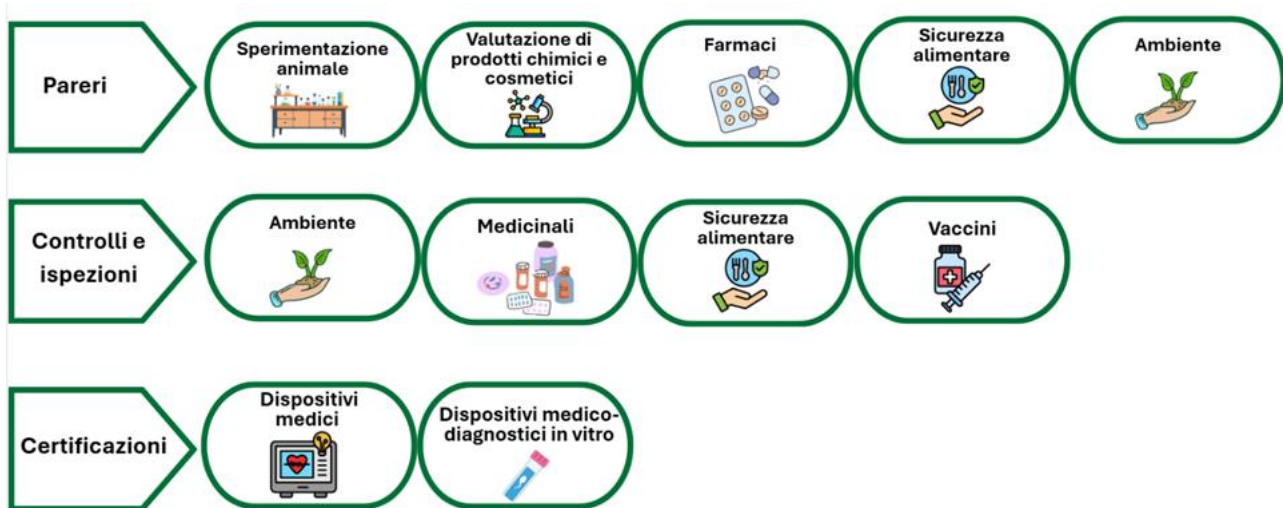 Pareri
Sperimentazione
animale
Valutazione di
prodotti chimici e
cosmetici
Farmaci
Sicurezza
alimentare
Ambiente
Controlli e
ispezioni
Ambiente
Medicinali
Sicurezza
alimentare
Vaccini
Certificazioni
Dispositivi
medici
Dispositivi medico-
diagnostici in vitro